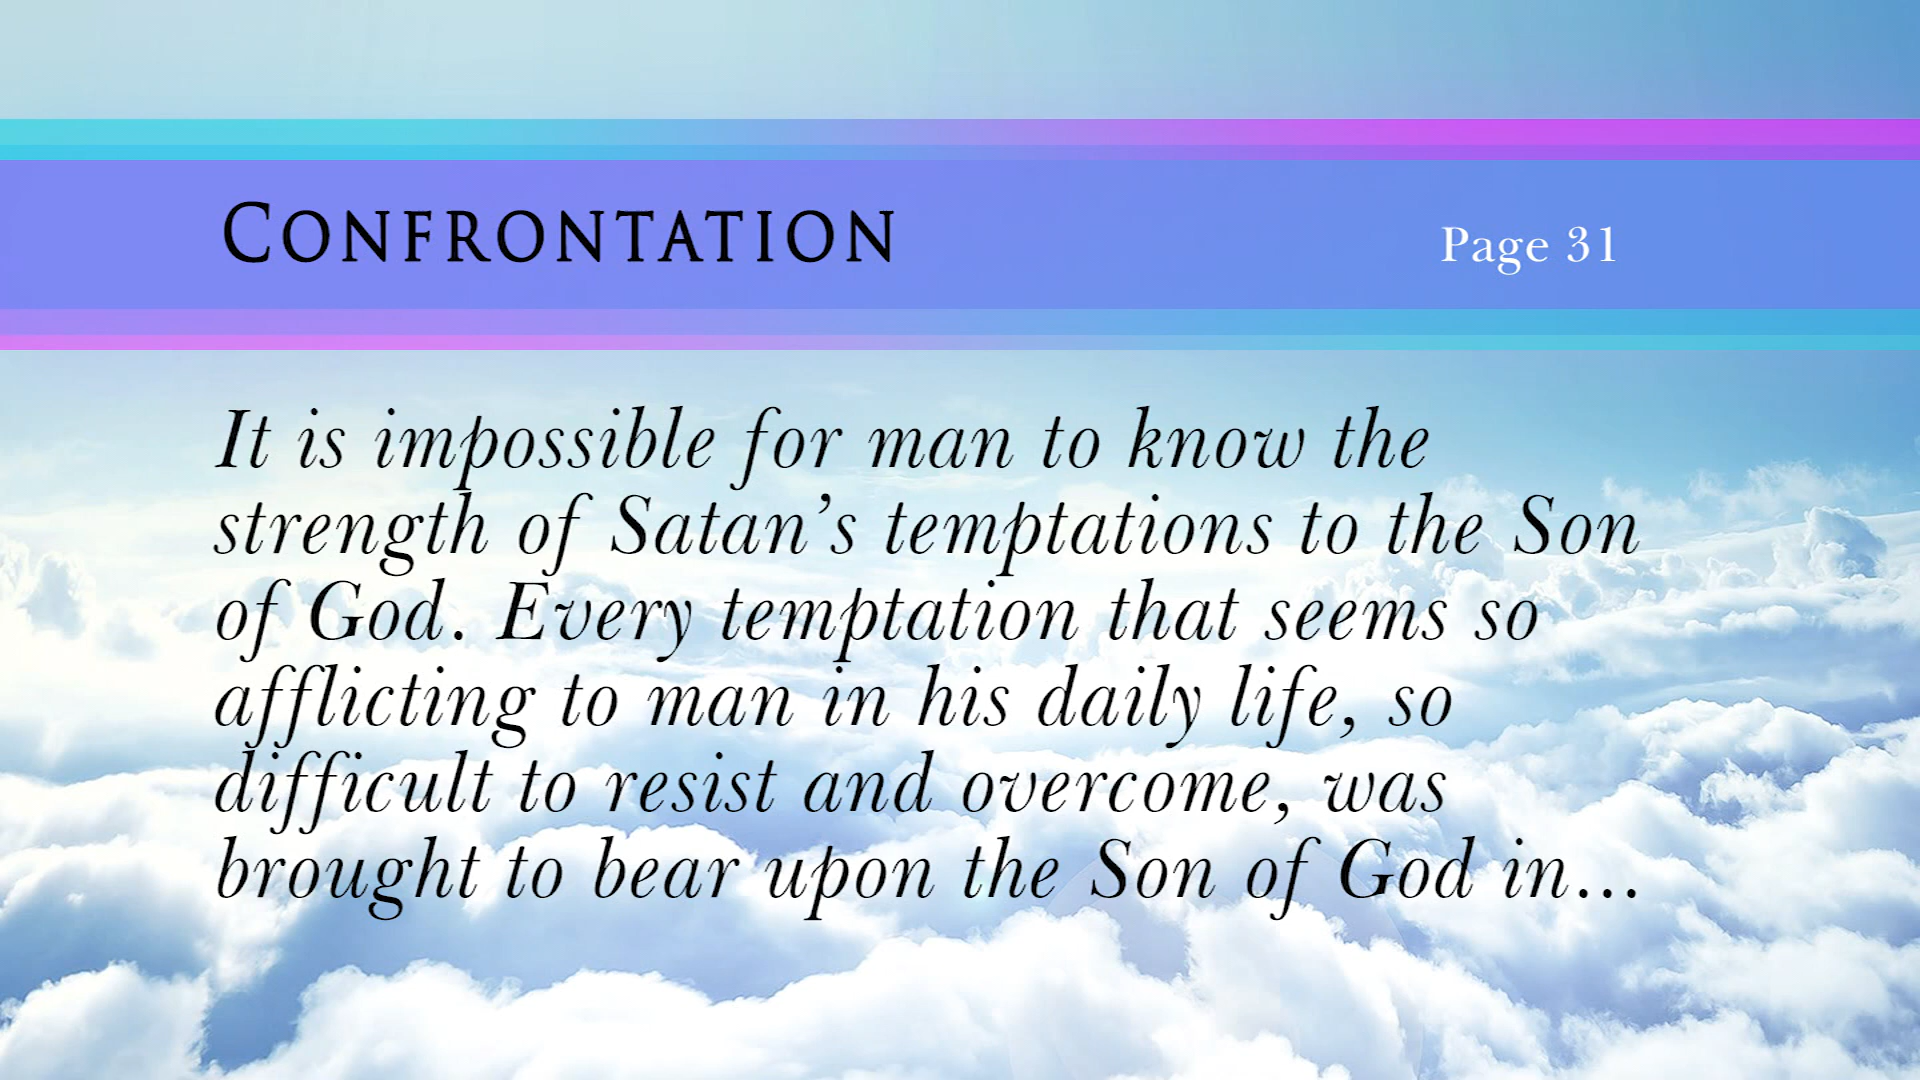 CONFRONTATION
Page 31
It is impossible for man to know the
strength of Satan’s temptations to the Son
of God. Every temptation that seems so
afflicting to man in his daily life, so
difficult to resist and overcome, was
brought to bear upon the Son of God in...